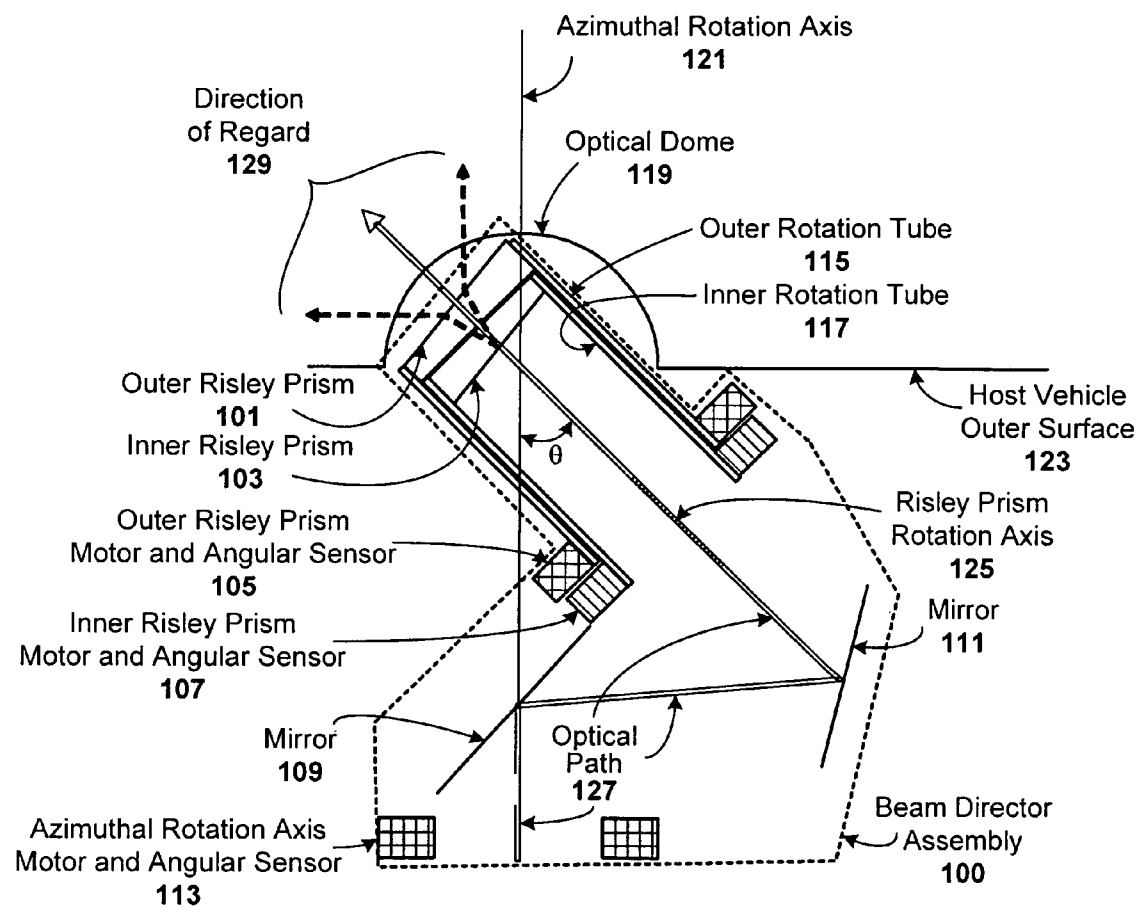 Azimuthal Rotation Axis
121
Direction
of Regard
129
Optical Dome
119
Outer Rotation Tube
115
Inner Rotation Tube
117
Outer Risley Prism
101
Inner Risley Prism
103
θ
Host Vehicle
Outer Surface
123
Outer Risley Prism
Motor and Angular Sensor
105
Risley Prism
Rotation Axis
125
Inner Risley Prism
Motor and Angular Sensor
107
Mirror
111
Mirror
109
Optical
Path
127
Azimuthal Rotation Axis
Motor and Angular Sensor
113
Beam Director
Assembly
100